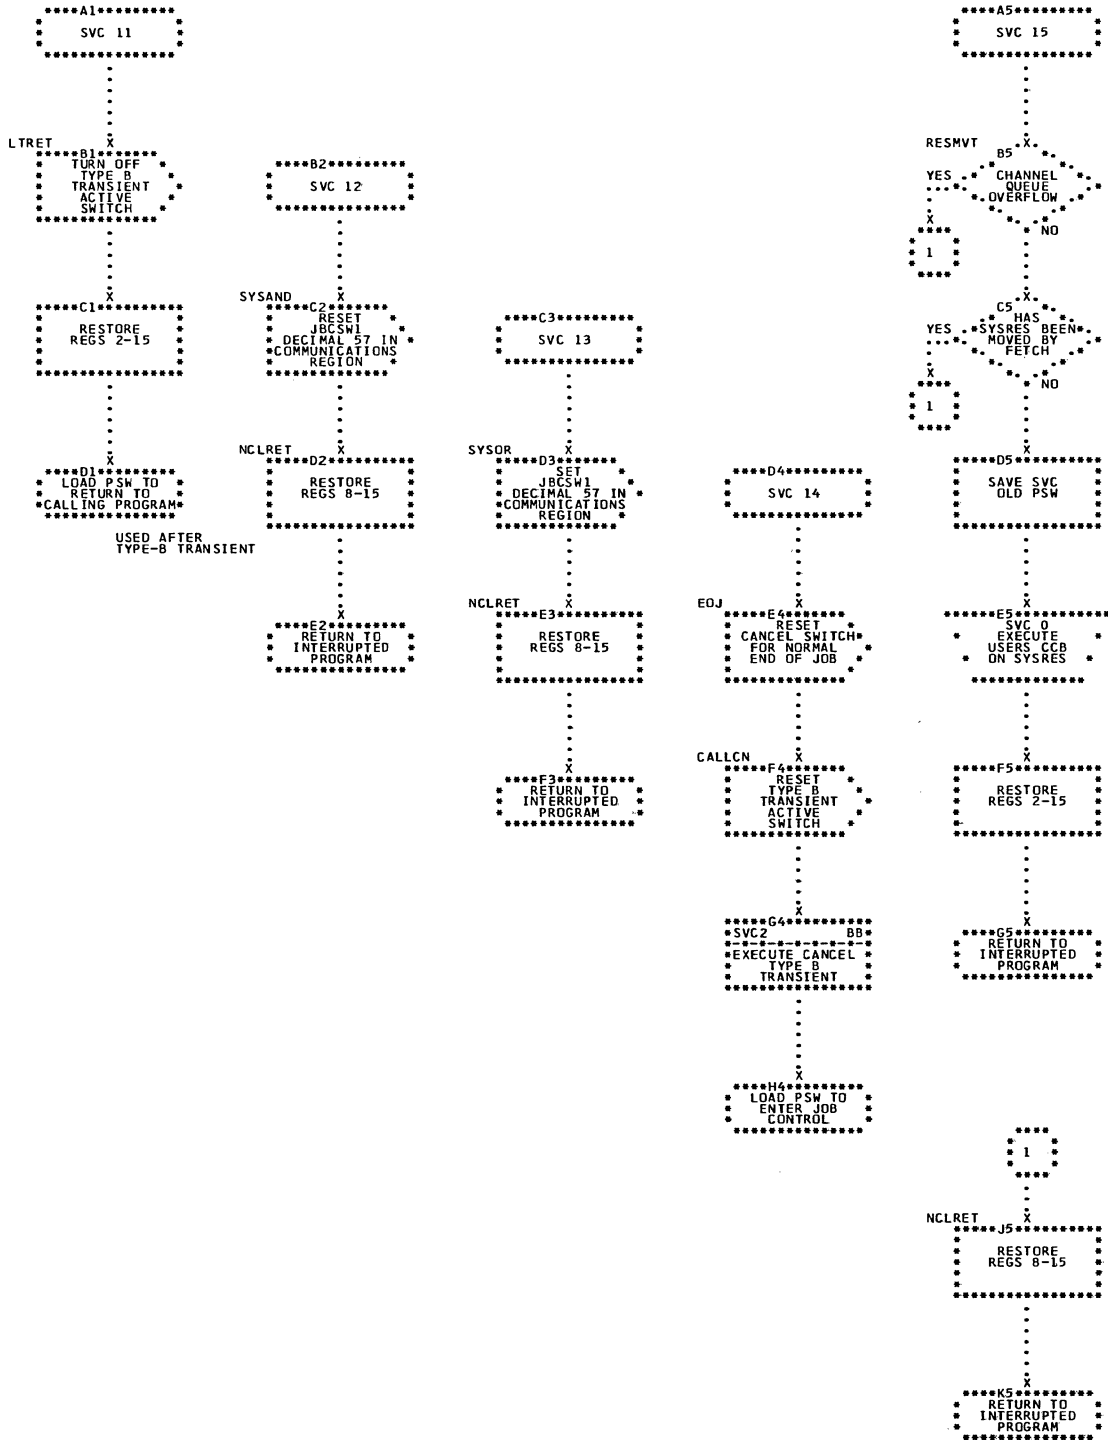 A1
SVC 11
LTRET
B1
TURN OFF
TYPE B
TRANSIENT
ACTIVE
SWITCH
C1
RESTORE
REGS 2-15
D1
LOAD PSW TO
RETURN TO
CALLING PROGRAM
USED AFTER
TYPE-B TRANSIENT
B2
SVC 12
SYSAND
C2
RESET
JBCSW1
DECIMAL 57 IN
COMMUNICATIONS
REGION
NCLRET
D2
RESTORE
REGS 8-15
E2
RETURN TO
INTERRUPTED
PROGRAM
C3
SVC 13
SYSOR
D3
SET
JBCSW1
DECIMAL 57 IN
COMMUNICATIONS
REGION
NCLRET
E3
RESTORE
REGS 8-15
F3
RETURN TO
INTERRUPTED
PROGRAM
D4
SVC 14
EOJ
E4
RESET
CANCEL SWITCH
FOR NORMAL
END OF JOB
CALLCN
F4
RESET
TYPE B
TRANSIENT
ACTIVE
SWITCH
G4
SVC2 BB
EXECUTE CANCEL
TYPE B
TRANSIENT
H4
LOAD PSW TO
ENTER JOB
CONTROL
A5
SVC 15
RESMVT
B5
CHANNEL
QUEUE
OVERFLOW
YES
1
NO
C5
HAS
SYSRES BEEN
MOVED BY
FETCH
YES
1
NO
D5
SAVE SVC
OLD PSW
E5
SVC 0
EXECUTE
USERS CCB
ON SYSRES
F5
RESTORE
REGS 2-15
G5
RETURN TO
INTERRUPTED
PROGRAM
1
NCLRET
J5
RESTORE
REGS 8-15
K5
RETURN TO
INTERRUPTED
PROGRAM